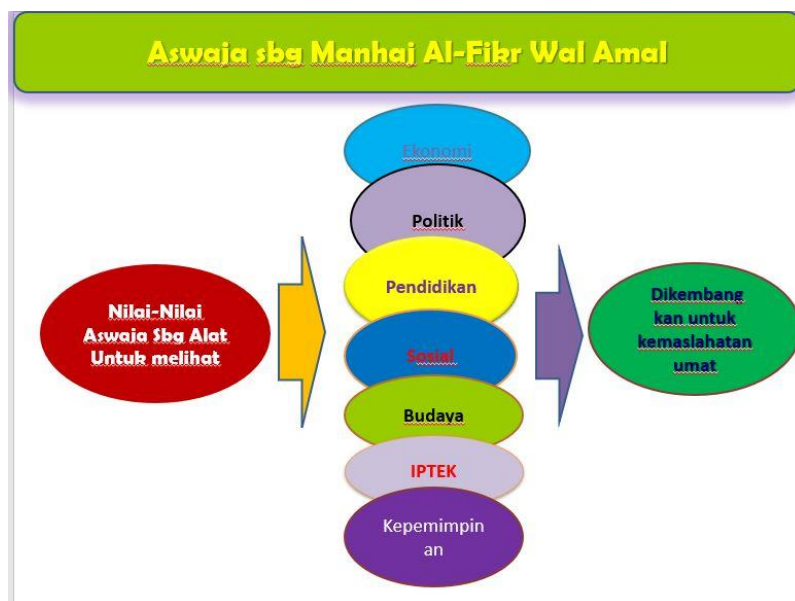 Aswaja sbg Manhaj Al-Fikr Wal Amal
Ekonomi
Politik
Pendidikan
Sosial
Budaya
IPTEK
Kepemimpin
an
Nilai-Nilai
Aswaja Sbg Alat
Untuk melihat
Dikembang
kan untuk
kemaslahatan
umat